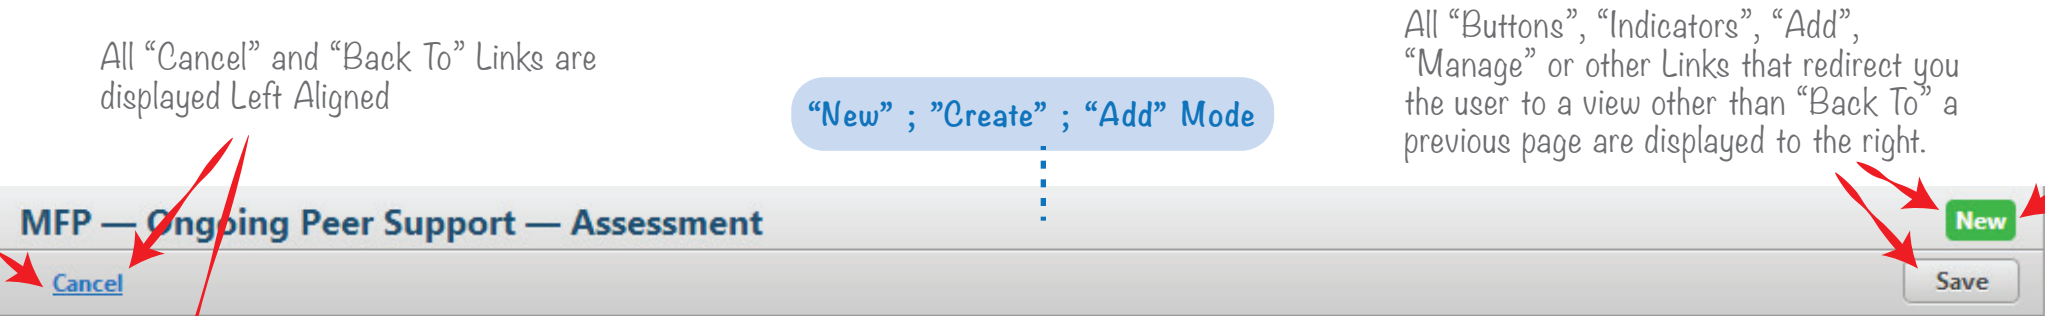 All “Cancel” and “Back To” Links are
displayed Left Aligned
“New” ; ”Create” ; “Add” Mode
All “Buttons”, “Indicators”, “Add”,
“Manage” or other Links that redirect you
the user to a view other than “Back To” a
previous page are displayed to the right.
MFP — Ongoing Peer Support — Assessment
New
Cancel
Save